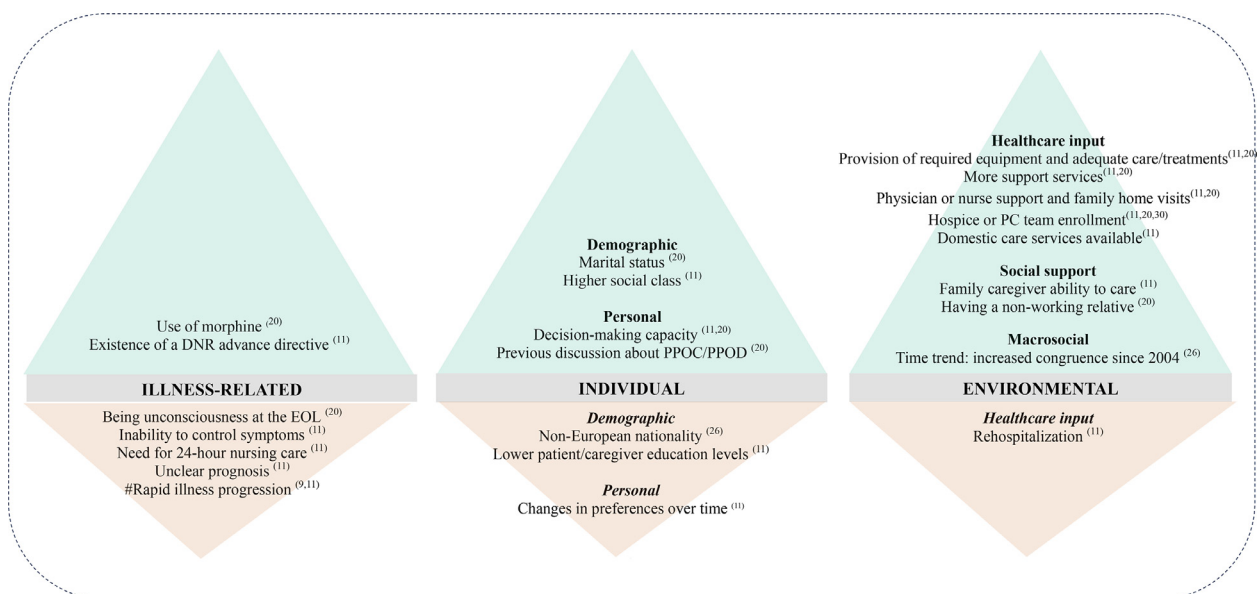 Use of morphine (20)
Existence of a DNR advance directive (11)
ILLNESS-RELATED
Being unconsciousness at the EOL (20)
Inability to control symptoms (11)
Need for 24-hour nursing care (11)
Unclear prognosis (11)
#Rapid illness progression (9,11)
Demographic
Marital status (20)
Higher social class (11)
Personal
Decision-making capacity (11,20)
Previous discussion about PPOC/PPOD (20)
INDIVIDUAL
Demographic
Non-European nationality (26)
Lower patient/caregiver education levels (11)
Personal
Changes in preferences over time (11)
Healthcare input
Provision of required equipment and adequate care/treatments(11,20)
More support services(11,20)
Physician or nurse support and family home visits(11,20)
Hospice or PC team enrollment(11,20,30)
Domestic care services available(11)
Social support
Family caregiver ability to care (11)
Having a non-working relative (20)
Macrosocial
Time trend: increased congruence since 2004 (26)
ENVIRONMENTAL
Healthcare input
Rehospitalization (11)